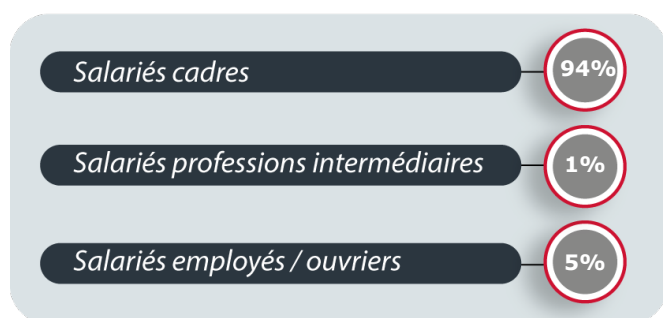 Salariés cadres 94%
Salariés professions intermédiaires 1%
Salariés employés / ouvriers 5%